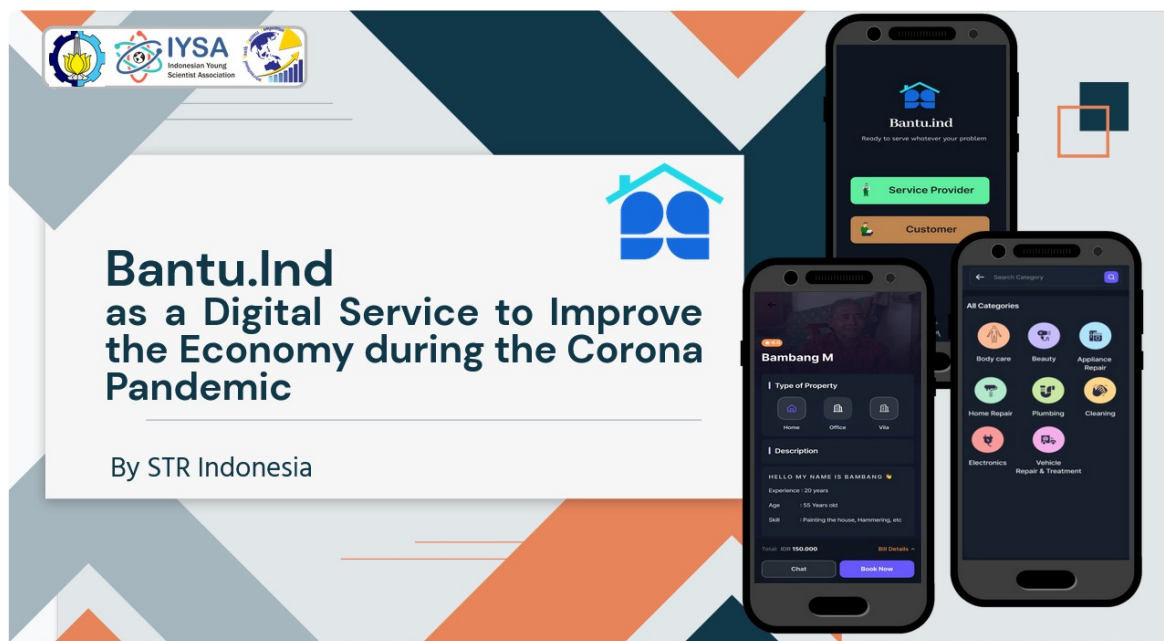 IYSA
Indonesian Young
Scientist Association
Bantu.Ind
as a Digital Service to Improve
the Economy during the Corona
Pandemic
By STR Indonesia
Bantu.ind
Ready to serve whatever your problem
Service Provider
Customer
Bambang M
Type of Property
Home
Office
Vila
Description
HELLO MY NAME IS BAMBANG 👋
Experience : 20 years
Age : 55 Years old
Skill : Painting the house, Hammering, etc
Total: IDR 150.000
Bill Details
Chat
Book Now
Search Category
All Categories
Body care
Beauty
Appliance
Repair
Home Repair
Plumbing
Cleaning
Electronics
Vehicle
Repair & Treatment